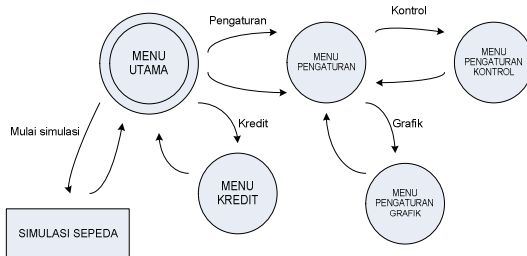 Pengaturan
Kontrol
MENU
UTAMA
MENU
PENGATURAN
MENU
PENGATURAN
KONTROL
Mulai simulasi
Kredit
Grafik
MENU
KREDIT
MENU
PENGATURAN
GRAFIK
SIMULASI SEPEDA